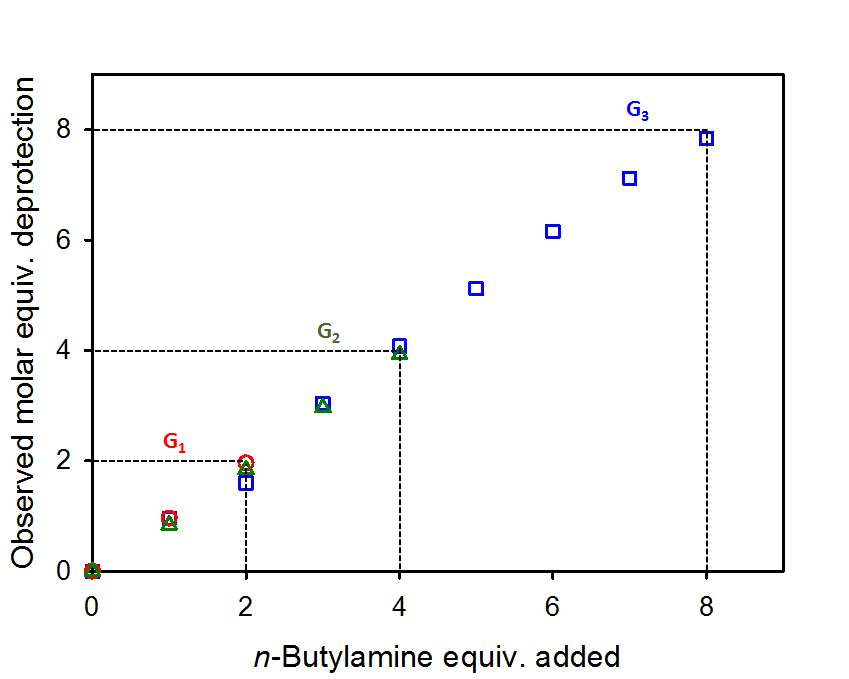 Observed molar equiv. deprotection
8
6
4
2
0
G₃
G₂
G₁
0 2 4 6 8
n-Butylamine equiv. added